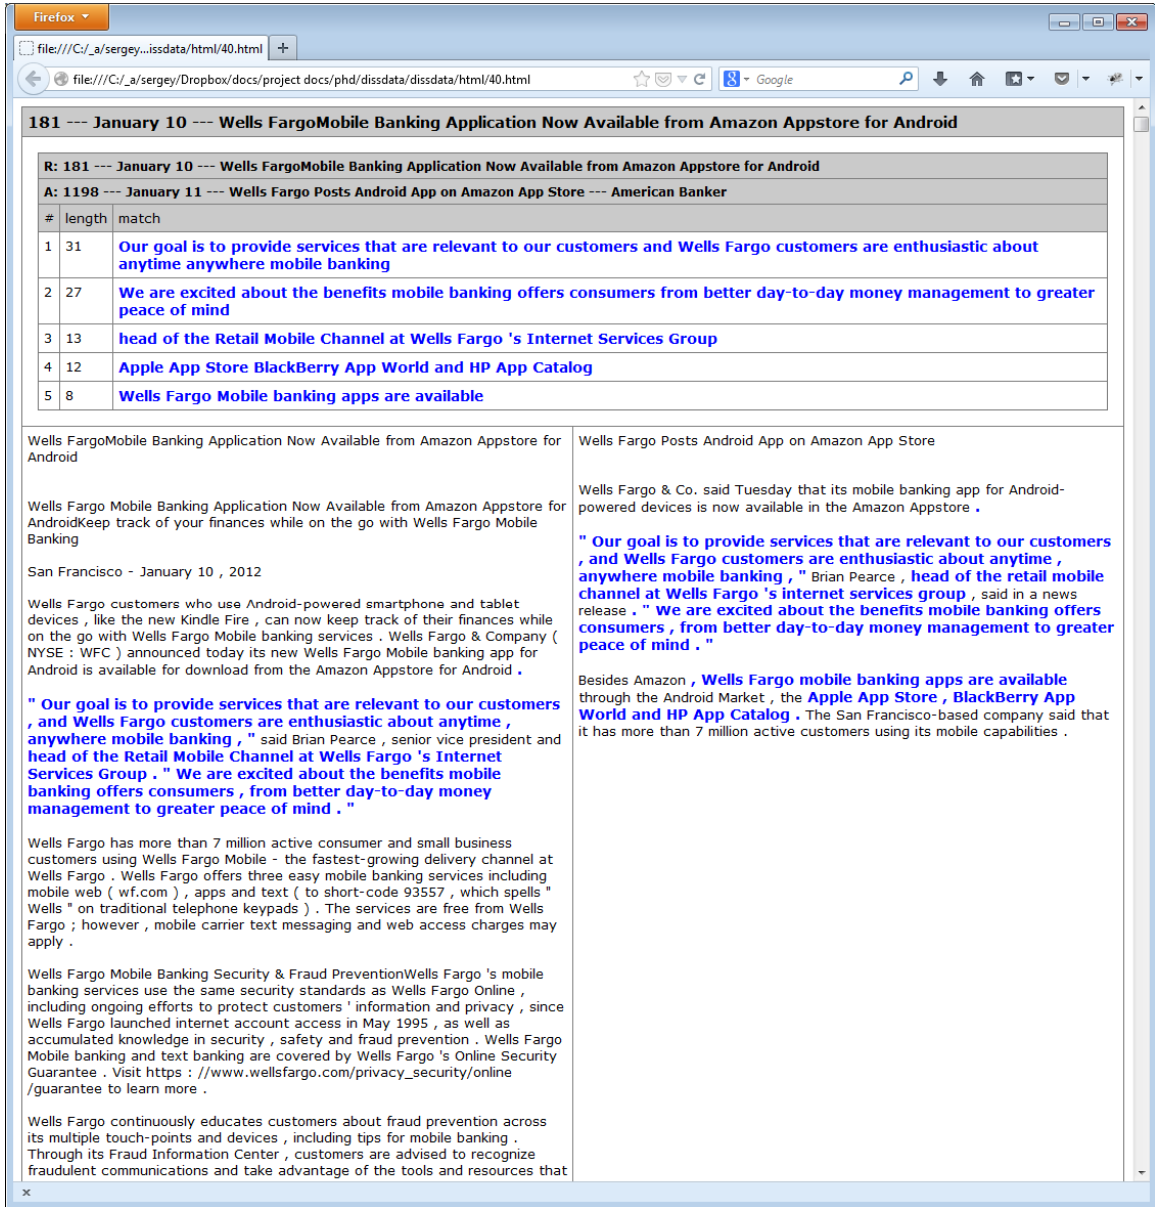 Firefox
file:///C:/_a/sergey...issdata/html/40.html
file:///C:/_a/sergey/Dropbox/docs/project docs/phd/dissdata/dissdata/html/40.html
Google
181 --- January 10 --- Wells FargoMobile Banking Application Now Available from Amazon Appstore for Android
R: 181 --- January 10 --- Wells FargoMobile Banking Application Now Available from Amazon Appstore for Android
A: 1198 --- January 11 --- Wells Fargo Posts Android App on Amazon App Store --- American Banker
# length match
1 31 Our goal is to provide services that are relevant to our customers and Wells Fargo customers are enthusiastic about
anytime anywhere mobile banking
2 27 We are excited about the benefits mobile banking offers consumers from better day-to-day money management to greater
peace of mind
3 13 head of the Retail Mobile Channel at Wells Fargo 's Internet Services Group
4 12 Apple App Store BlackBerry App World and HP App Catalog
5 8 Wells Fargo Mobile banking apps are available
Wells FargoMobile Banking Application Now Available from Amazon Appstore for
Android
Wells Fargo Mobile Banking Application Now Available from Amazon Appstore for
AndroidKeep track of your finances while on the go with Wells Fargo Mobile
Banking
San Francisco - January 10 , 2012
Wells Fargo customers who use Android-powered smartphone and tablet
devices , like the new Kindle Fire , can now keep track of their finances while
on the go with Wells Fargo Mobile banking services . Wells Fargo & Company (
NYSE : WFC ) announced today its new Wells Fargo Mobile banking app for
Android is available for download from the Amazon Appstore for Android .
" Our goal is to provide services that are relevant to our customers
, and Wells Fargo customers are enthusiastic about anytime ,
anywhere mobile banking , " said Brian Pearce , senior vice president and
head of the Retail Mobile Channel at Wells Fargo 's Internet
Services Group . " We are excited about the benefits mobile
banking offers consumers , from better day-to-day money
management to greater peace of mind . "
Wells Fargo has more than 7 million active consumer and small business
customers using Wells Fargo Mobile - the fastest-growing delivery channel at
Wells Fargo . Wells Fargo offers three easy mobile banking services including
mobile web ( wf.com ) , apps and text ( to short-code 93557 , which spells "
Wells " on traditional telephone keypads ) . The services are free from Wells
Fargo ; however , mobile carrier text messaging and web access charges may
apply .
Wells Fargo Mobile Banking Security & Fraud PreventionWells Fargo 's mobile
banking services use the same security standards as Wells Fargo Online ,
including ongoing efforts to protect customers ' information and privacy , since
Wells Fargo launched internet account access in May 1995 , as well as
accumulated knowledge in security , safety and fraud prevention . Wells Fargo
Mobile banking and text banking are covered by Wells Fargo 's Online Security
Guarantee . Visit https : //www.wellsfargo.com/privacy_security/online
/guarantee to learn more .
Wells Fargo continuously educates customers about fraud prevention across
its multiple touch-points and devices , including tips for mobile banking .
Through its Fraud Information Center , customers are advised to recognize
fraudulent communications and take advantage of the tools and resources that
Wells Fargo Posts Android App on Amazon App Store
Wells Fargo & Co. said Tuesday that its mobile banking app for Android-
powered devices is now available in the Amazon Appstore .
" Our goal is to provide services that are relevant to our customers
, and Wells Fargo customers are enthusiastic about anytime ,
anywhere mobile banking , " Brian Pearce , head of the retail mobile
channel at Wells Fargo 's internet services group , said in a news
release . " We are excited about the benefits mobile banking offers
consumers , from better day-to-day money management to greater
peace of mind . "
Besides Amazon , Wells Fargo mobile banking apps are available
through the Android Market , the Apple App Store , BlackBerry App
World and HP App Catalog . The San Francisco-based company said that
it has more than 7 million active customers using its mobile capabilities .